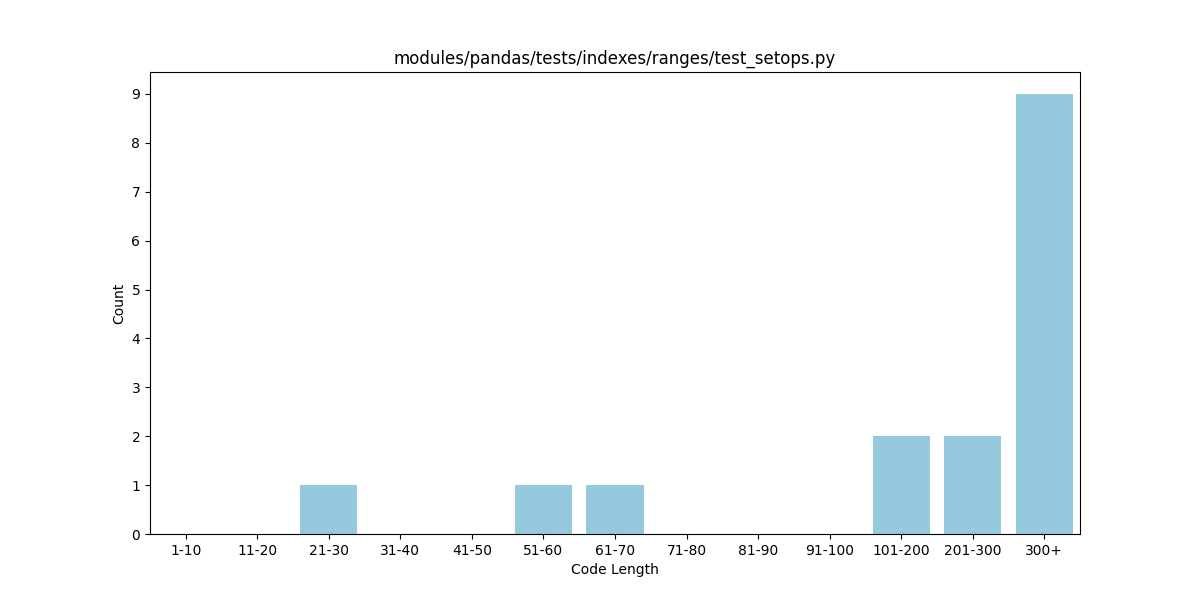 modules/pandas/tests/indexes/ranges/test_setops.py
9
8
7
6
5
4
3
2
1
0
Count
1-10 11-20 21-30 31-40 41-50 51-60 61-70 71-80 81-90 91-100 101-200 201-300 300+
Code Length